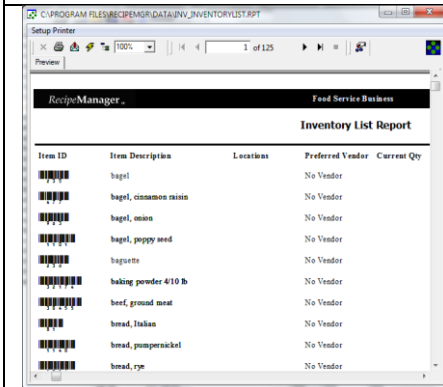 C:\PROGRAM FILES\RECIPEMGR\DATA\INV_INVENTORYLIST.RPT
Setup Printer
100% 1 of 125
Preview
RecipeManager Food Service Business
Inventory List Report
Item ID Item Description Locations Preferred Vendor Current Qty
bagel No Vendor
bagel, cinnamon raisin No Vendor
bagel, onion No Vendor
bagel, poppy seed No Vendor
baguette No Vendor
baking powder 4/10 lb No Vendor
beef, ground meat No Vendor
bread, Italian No Vendor
bread, pumpernickel No Vendor
bread, rye No Vendor